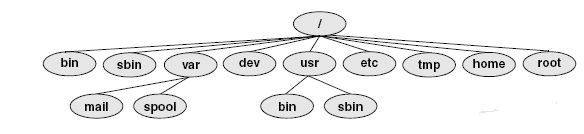 /
bin sbin var dev usr etc tmp home root
mail spool bin sbin